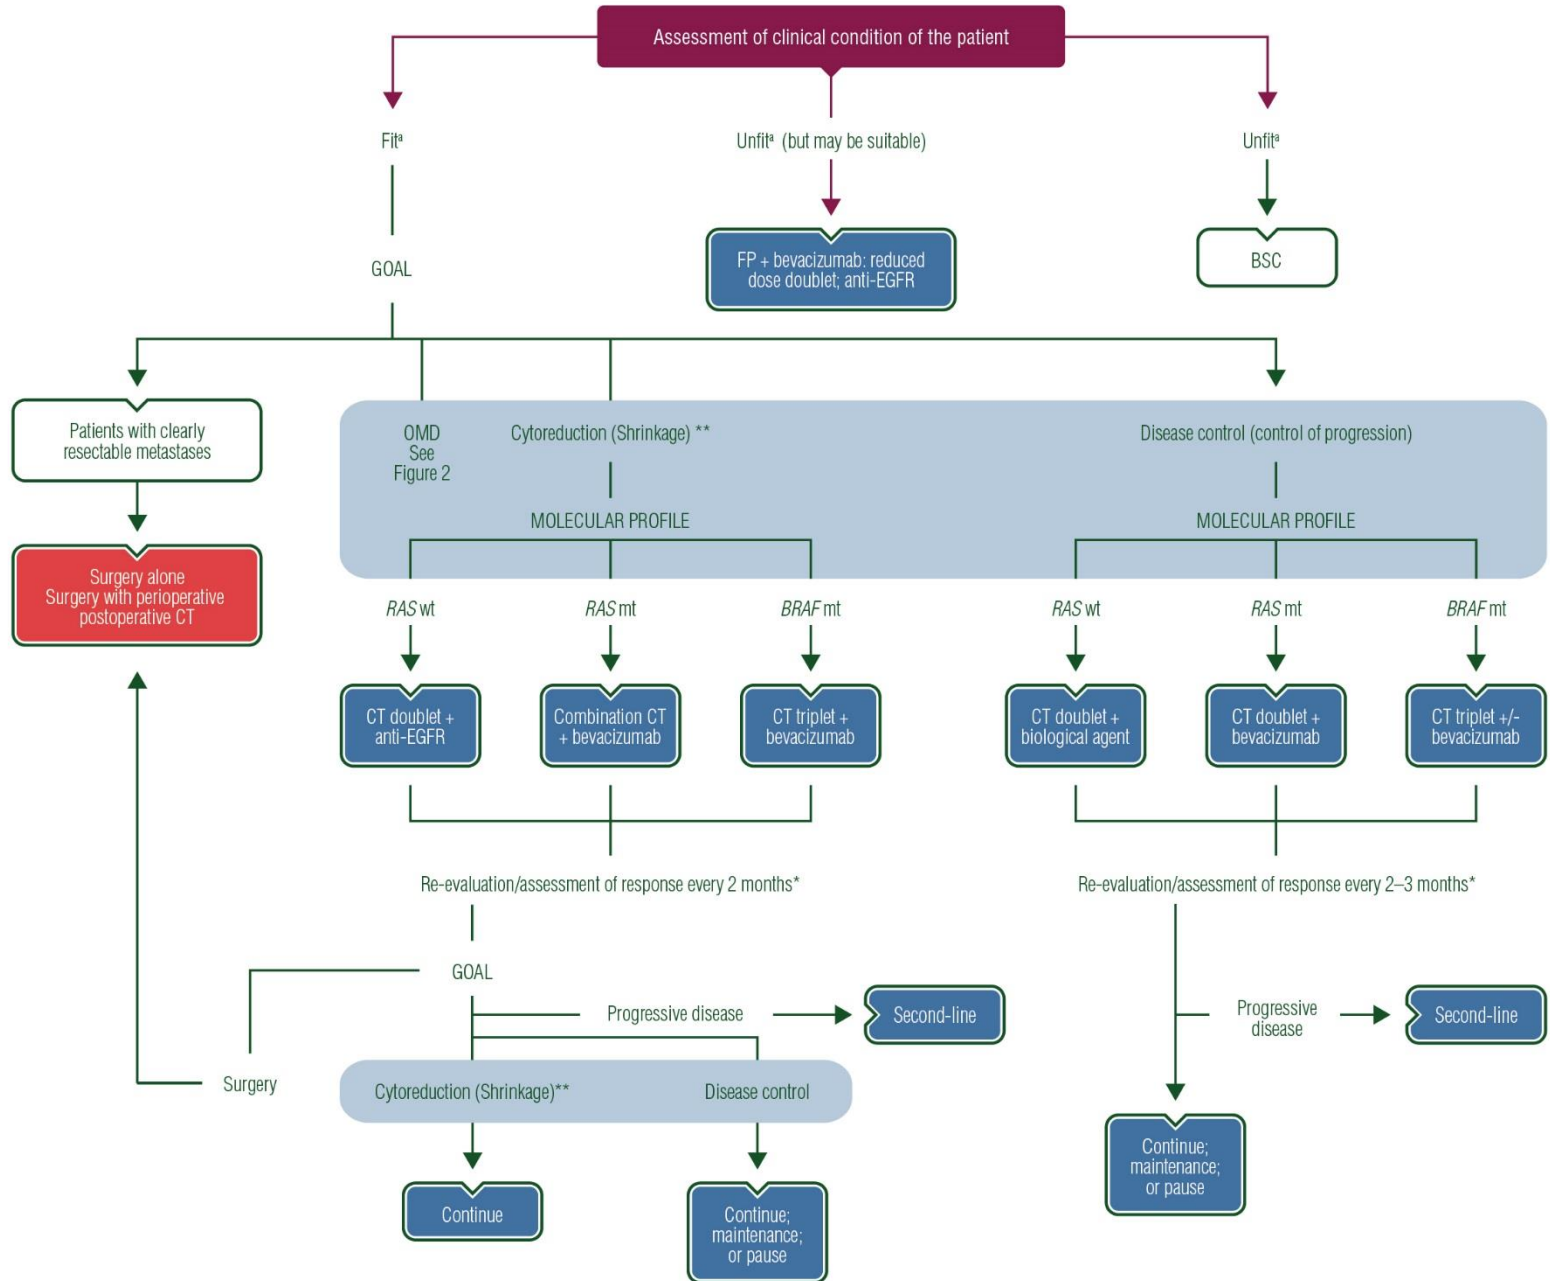 Assessment of clinical condition of the patient
Fitᵃ
Unfitᵃ (but may be suitable)
Unfitᵃ
FP + bevacizumab: reduced
dose doublet; anti-EGFR
BSC
GOAL
Patients with clearly
resectable metastases
OMD
See
Figure 2
Cytoreduction (Shrinkage) **
Disease control (control of progression)
MOLECULAR PROFILE
MOLECULAR PROFILE
Surgery alone
Surgery with perioperative
postoperative CT
RAS wt
RAS mt
BRAF mt
RAS wt
RAS mt
BRAF mt
CT doublet +
anti-EGFR
Combination CT
+ bevacizumab
CT triplet +
bevacizumab
CT doublet +
biological agent
CT doublet +
bevacizumab
CT triplet +/-
bevacizumab
Re-evaluation/assessment of response every 2 months*
Re-evaluation/assessment of response every 2–3 months*
GOAL
Progressive disease
Second-line
Progressive
disease
Second-line
Surgery
Cytoreduction (Shrinkage)**
Disease control
Continue;
maintenance;
or pause
Continue
Continue;
maintenance;
or pause